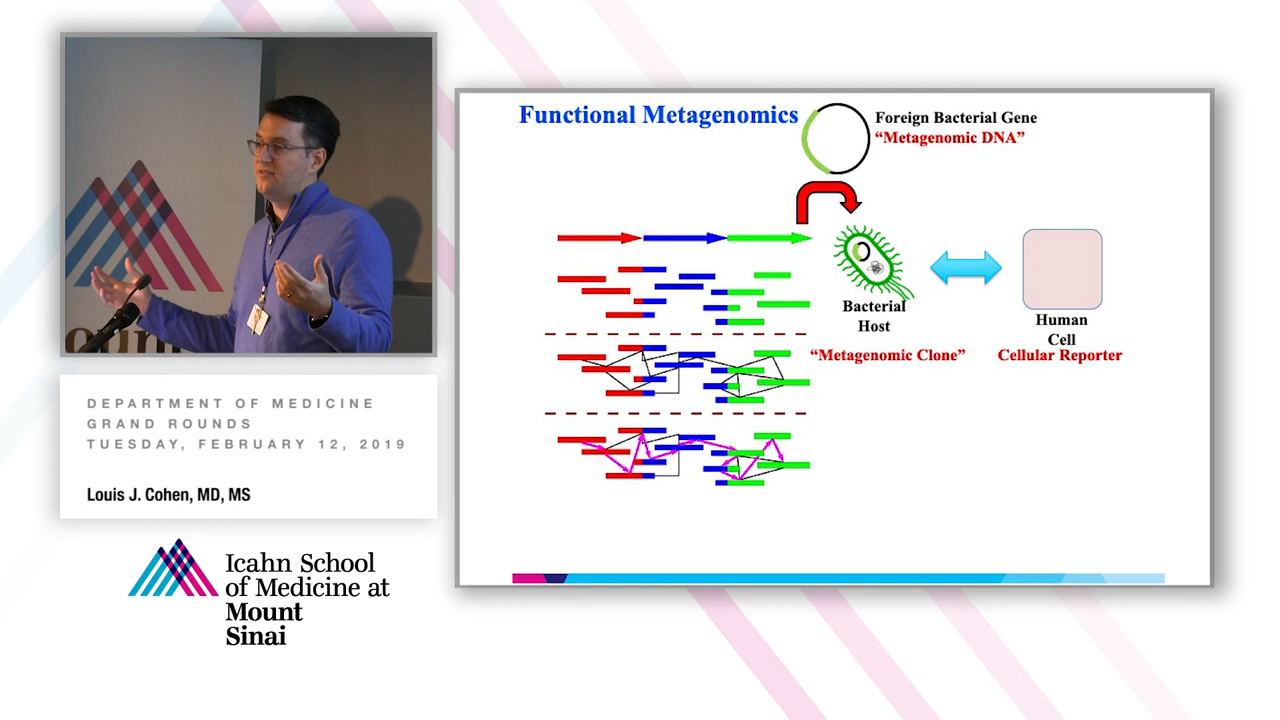 DEPARTMENT OF MEDICINE
GRAND ROUNDS
TUESDAY, FEBRUARY 12, 2019
Louis J. Cohen, MD, MS
Icahn School
of Medicine at
Mount
Sinai
Functional Metagenomics
Foreign Bacterial Gene
“Metagenomic DNA”
Bacterial
Host
“Metagenomic Clone”
Human
Cell
Cellular Reporter